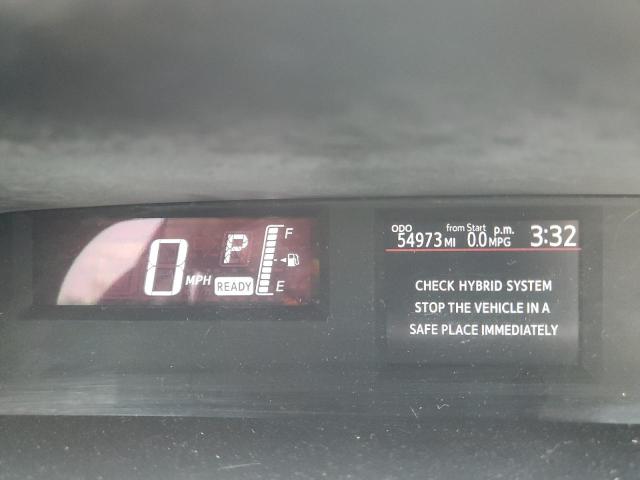 0 MPH
P
READY
F
E
ODO from Start p.m.
54973 MI 0.0 MPG 3:32
CHECK HYBRID SYSTEM
STOP THE VEHICLE IN A
SAFE PLACE IMMEDIATELY